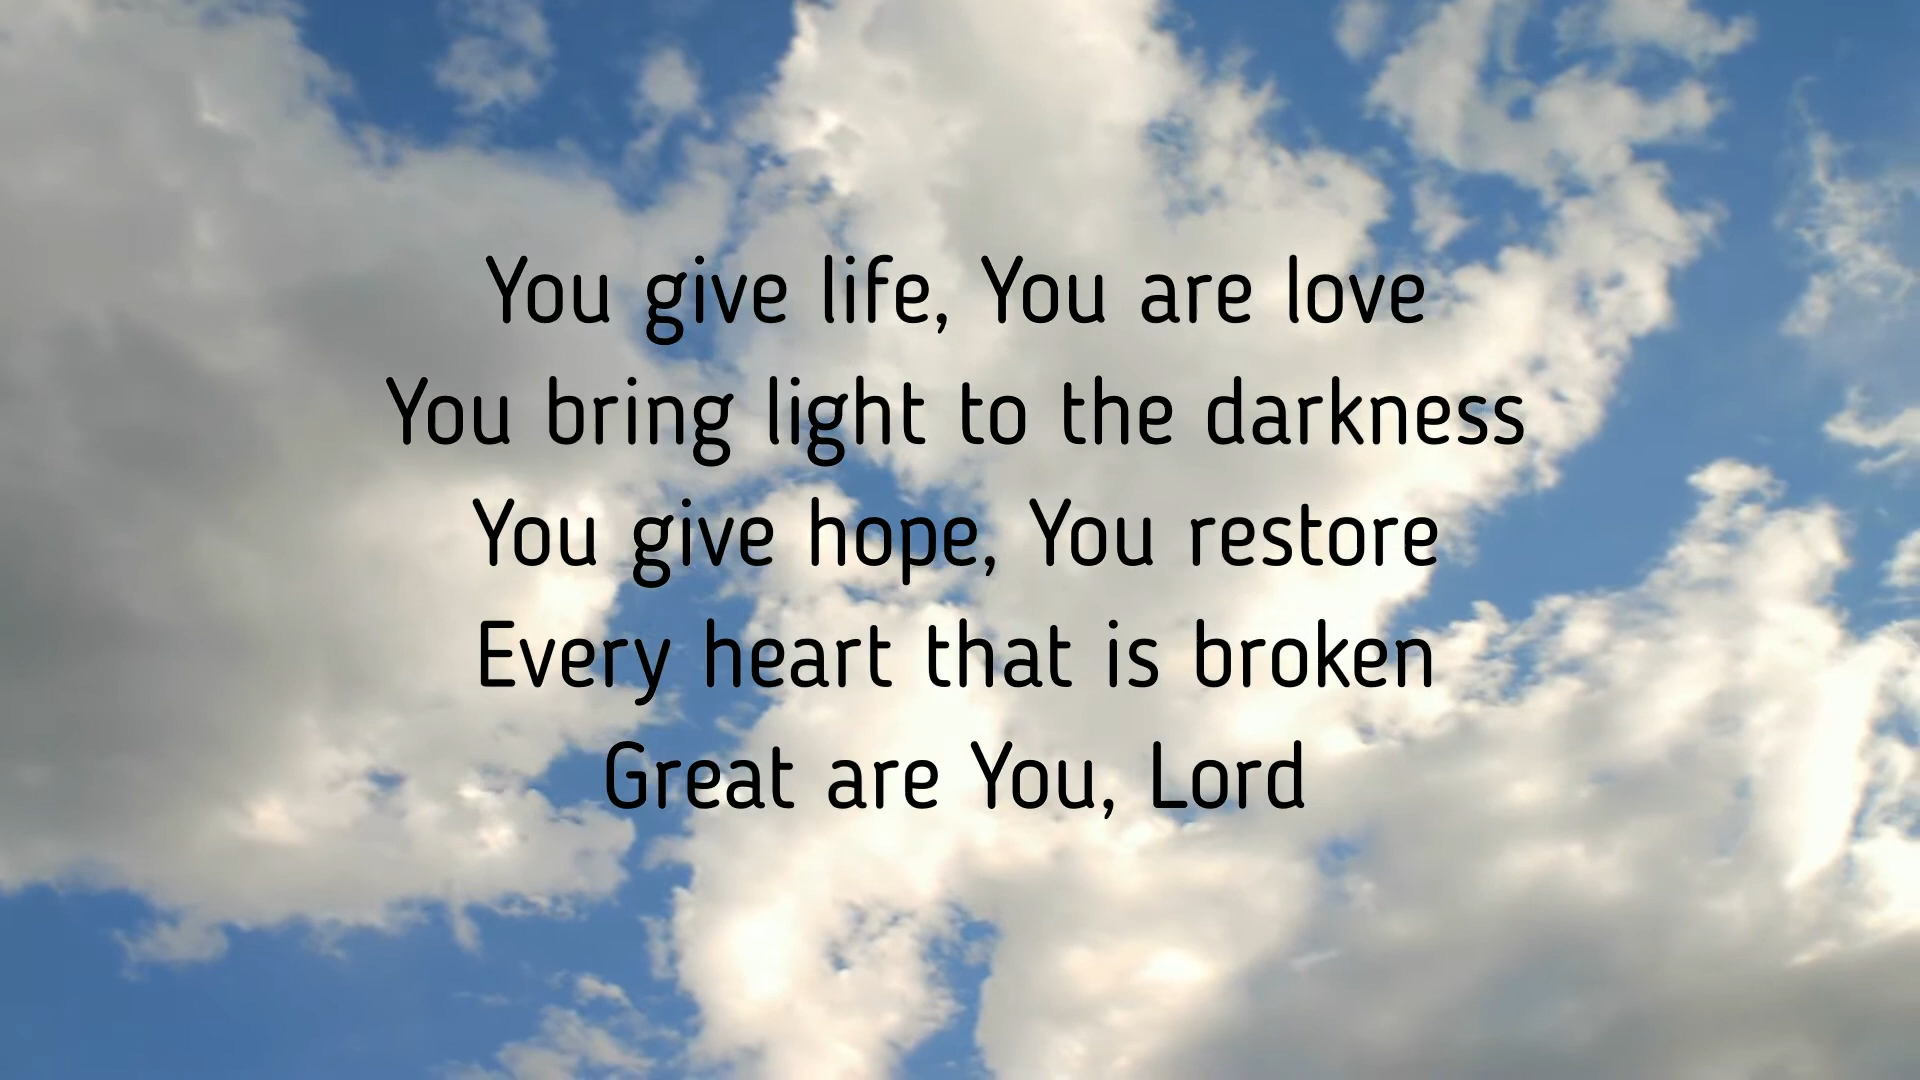 You give life, You are love
You bring light to the darkness
You give hope, You restore
Every heart that is broken
Great are You, Lord